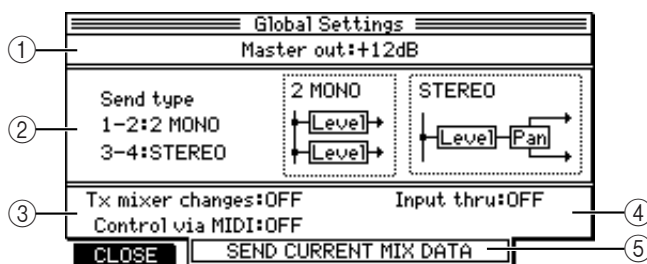 Global Settings
① Master out:+12dB
②
Send type
1-2:2 MONO
3-4:STEREO
2 MONO
Level
Level
STEREO
Level Pan
③ Tx mixer changes:OFF Input thru:OFF ④
Control via MIDI:OFF
CLOSE SEND CURRENT MIX DATA ⑤